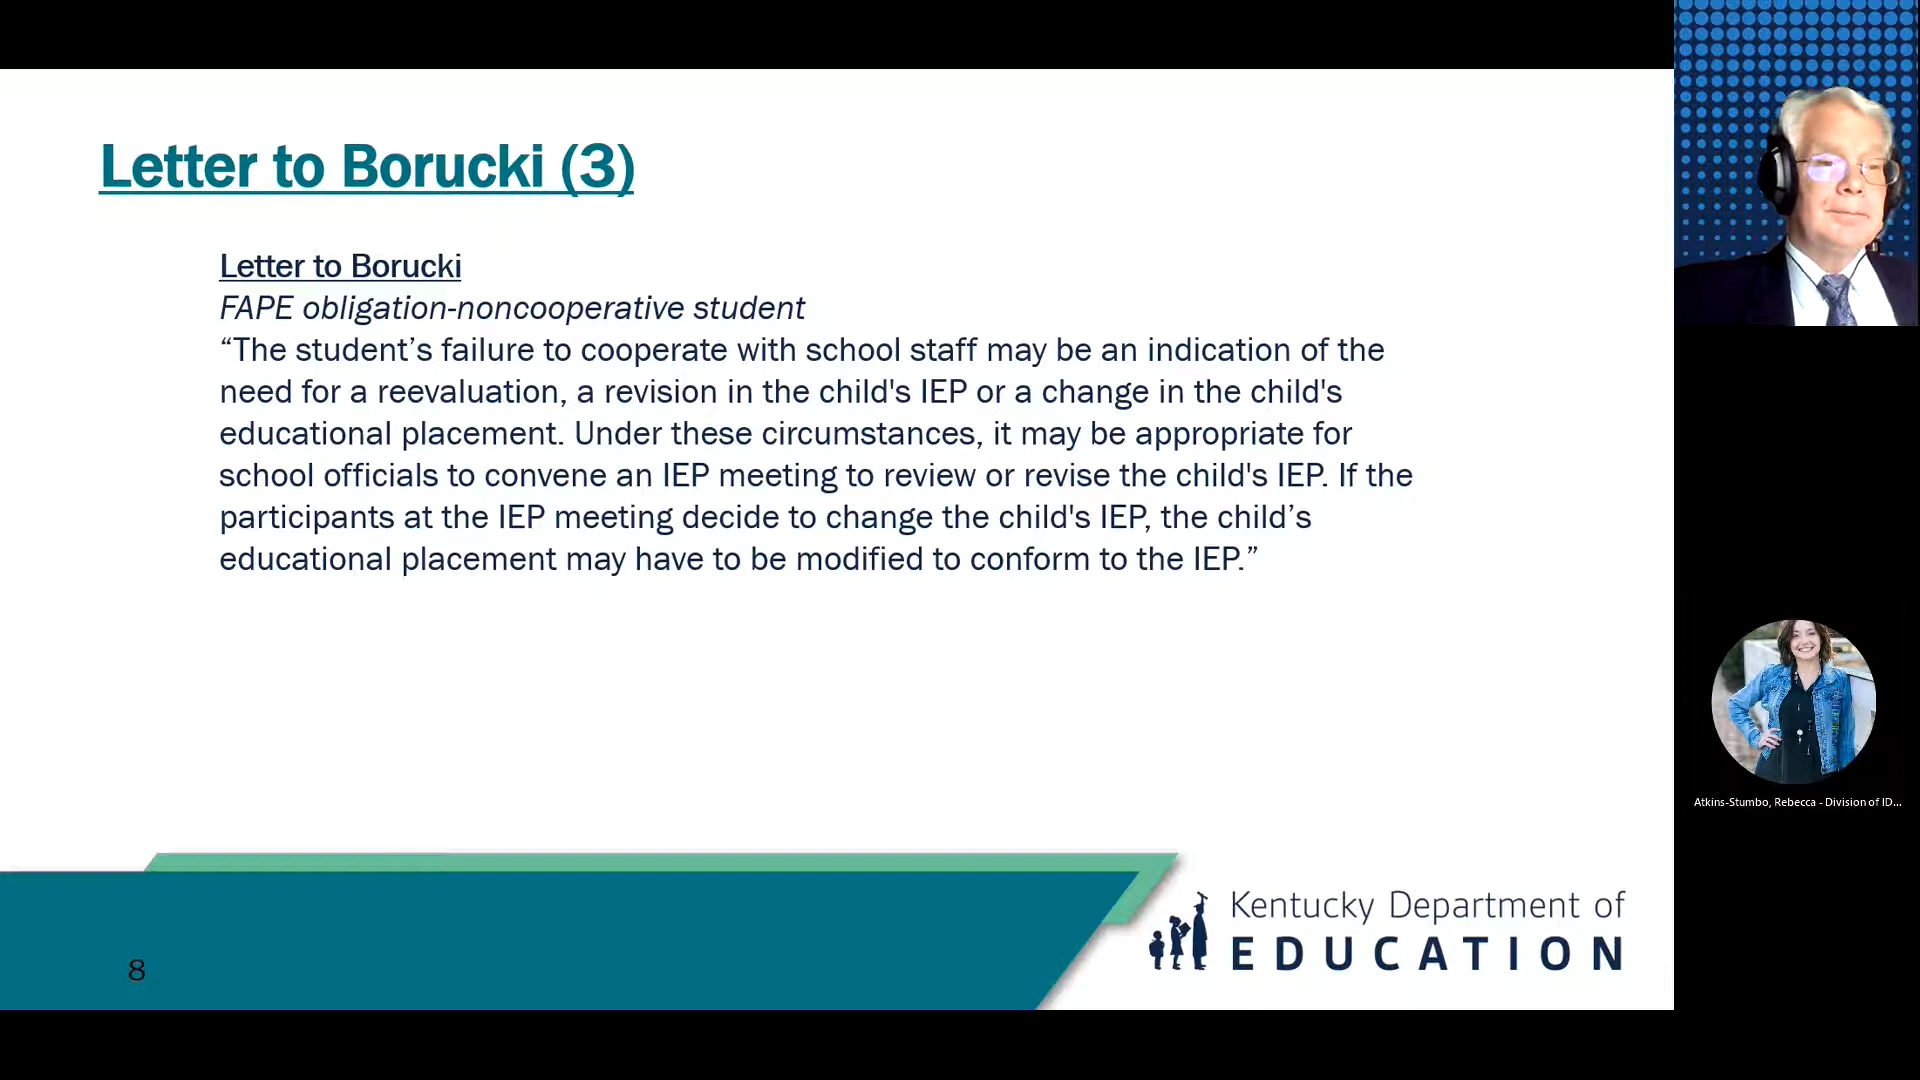 Letter to Borucki (3)
Letter to Borucki
FAPE obligation-noncooperative student
“The student’s failure to cooperate with school staff may be an indication of the
need for a reevaluation, a revision in the child's IEP or a change in the child's
educational placement. Under these circumstances, it may be appropriate for
school officials to convene an IEP meeting to review or revise the child's IEP. If the
participants at the IEP meeting decide to change the child's IEP, the child’s
educational placement may have to be modified to conform to the IEP.”
8
Kentucky Department of
EDUCATION
Atkins-Stumbo, Rebecca - Division of ID...